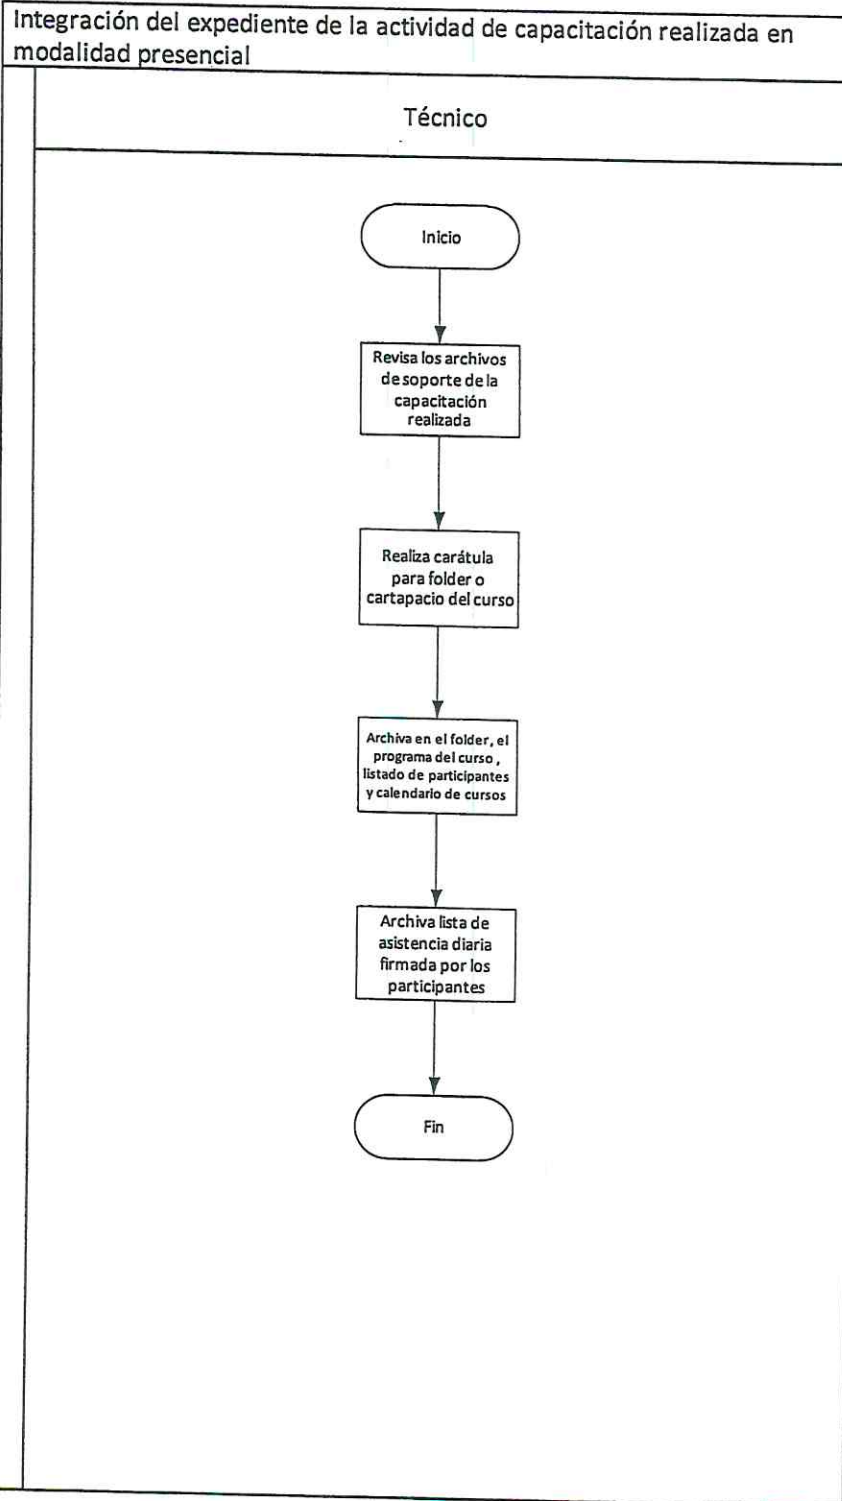 Integración del expediente de la actividad de capacitación realizada en
modalidad presencial
Técnico
Inicio
Revisa los archivos
de soporte de la
capacitación
realizada
Realiza carátula
para folder o
cartapacio del curso
Archiva en el folder, el
programa del curso ,
listado de participantes
y calendario de cursos
Archiva lista de
asistencia diaria
firmada por los
participantes
Fin